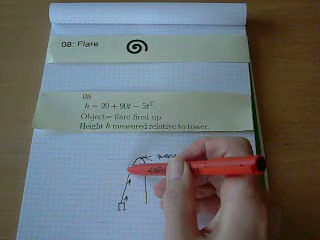 08: Flare
08
h = 20 + 90t − 5t².
Object= flare fired up.
Height h measured relative to tower.